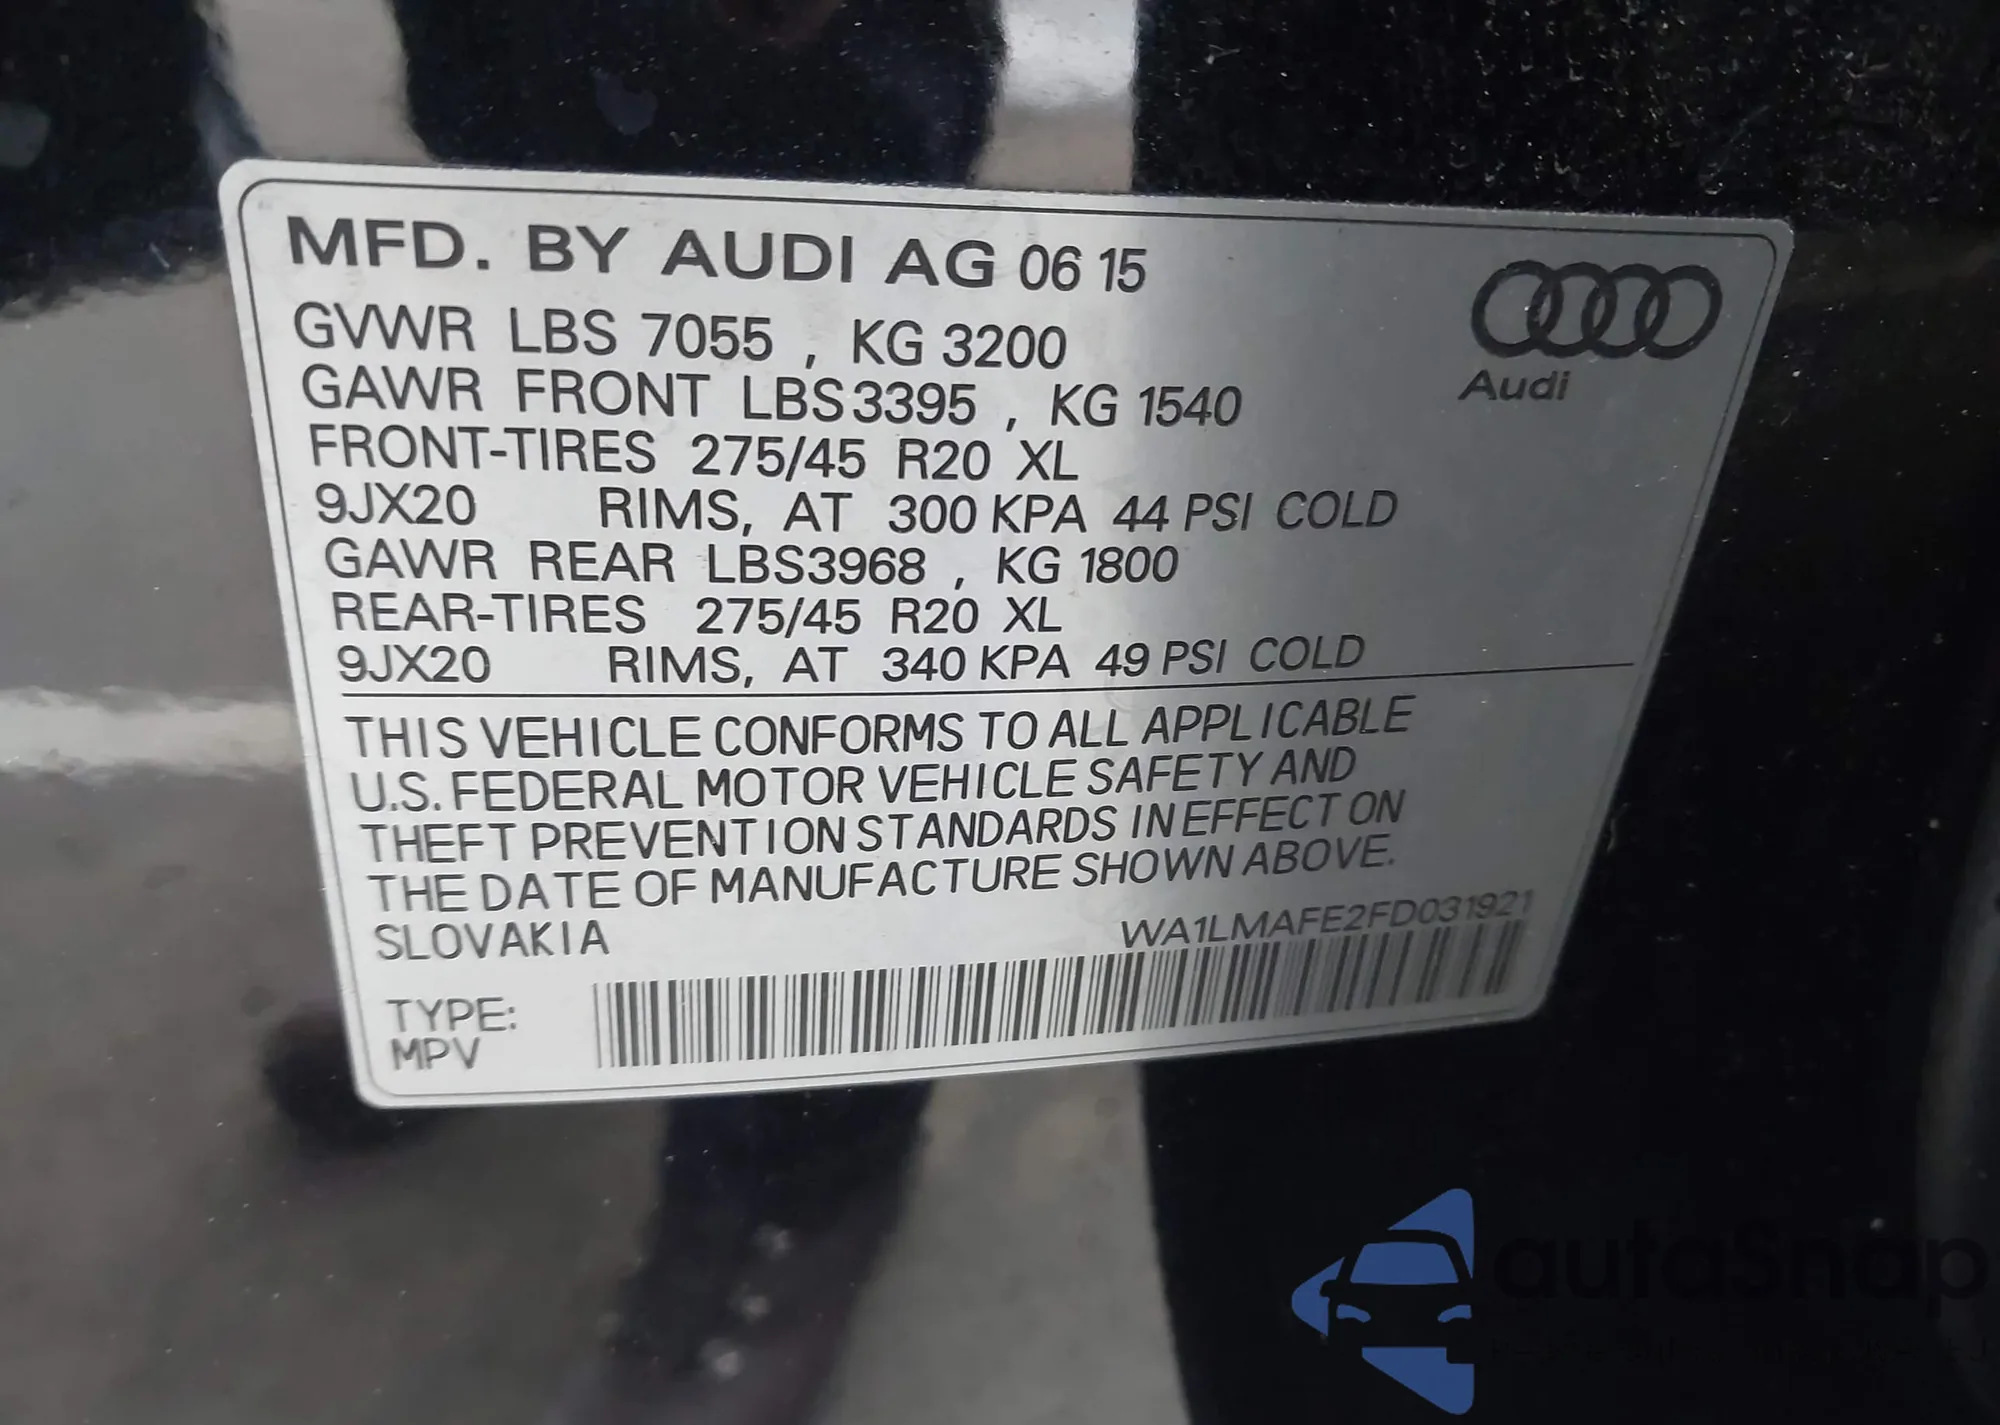 MFD. BY AUDI AG 06 15
GVWR LBS 7055 , KG 3200
GAWR FRONT LBS 3395 , KG 1540
FRONT-TIRES 275/45 R20 XL
9JX20 RIMS, AT 300 KPA 44 PSI COLD
GAWR REAR LBS3968 , KG 1800
REAR-TIRES 275/45 R20 XL
9JX20 RIMS, AT 340 KPA 49 PSI COLD
Audi
THIS VEHICLE CONFORMS TO ALL APPLICABLE
U.S. FEDERAL MOTOR VEHICLE SAFETY AND
THEFT PREVENTION STANDARDS IN EFFECT ON
THE DATE OF MANUFACTURE SHOWN ABOVE.
SLOVAKIA
WA1LMAFE2FD031921
TYPE:
MPV
autoSnap